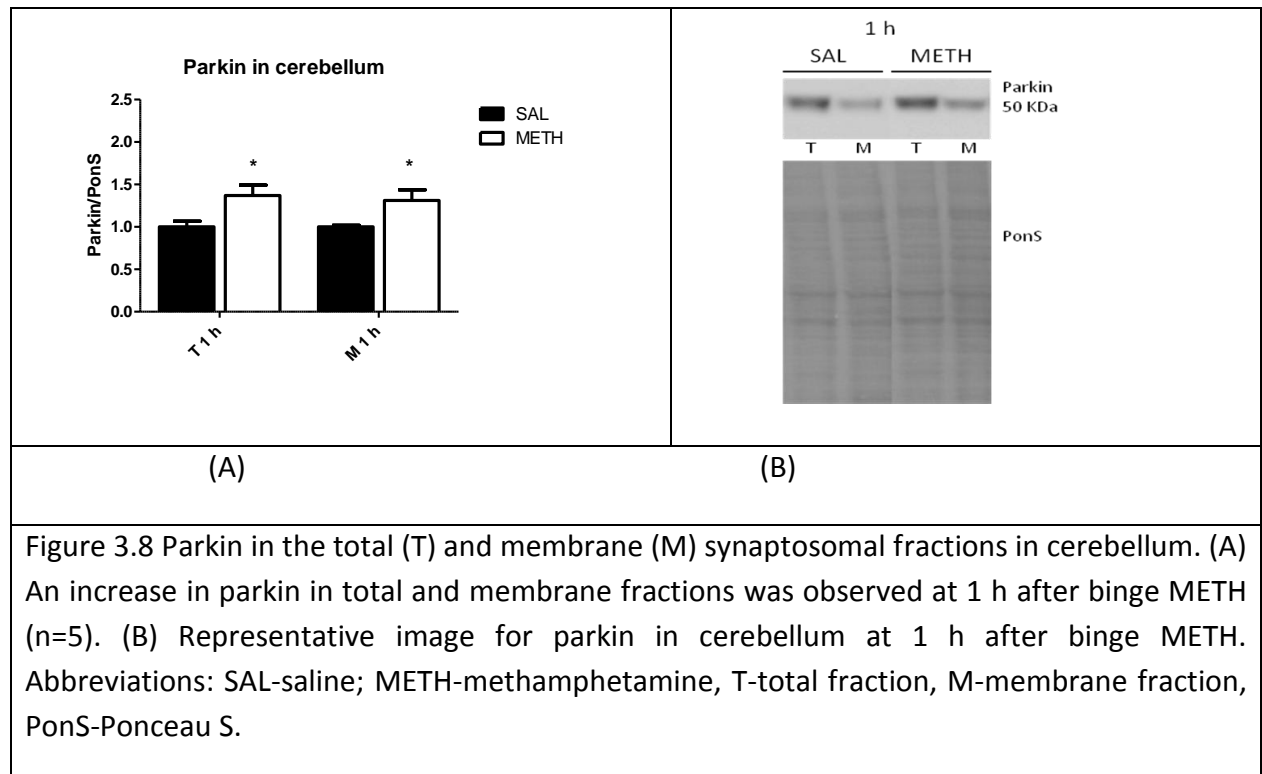 Parkin in cerebellum
2.5
2.0
1.5
1.0
0.5
0.0
Parkin/PonS
* *
T 1 h
M 1 h
SAL
METH
1 h
SAL METH
Parkin
50 KDa
T M T M
PonS
(A) (B)
Figure 3.8 Parkin in the total (T) and membrane (M) synaptosomal fractions in cerebellum. (A)
An increase in parkin in total and membrane fractions was observed at 1 h after binge METH
(n=5). (B) Representative image for parkin in cerebellum at 1 h after binge METH.
Abbreviations: SAL-saline; METH-methamphetamine, T-total fraction, M-membrane fraction,
PonS-Ponceau S.